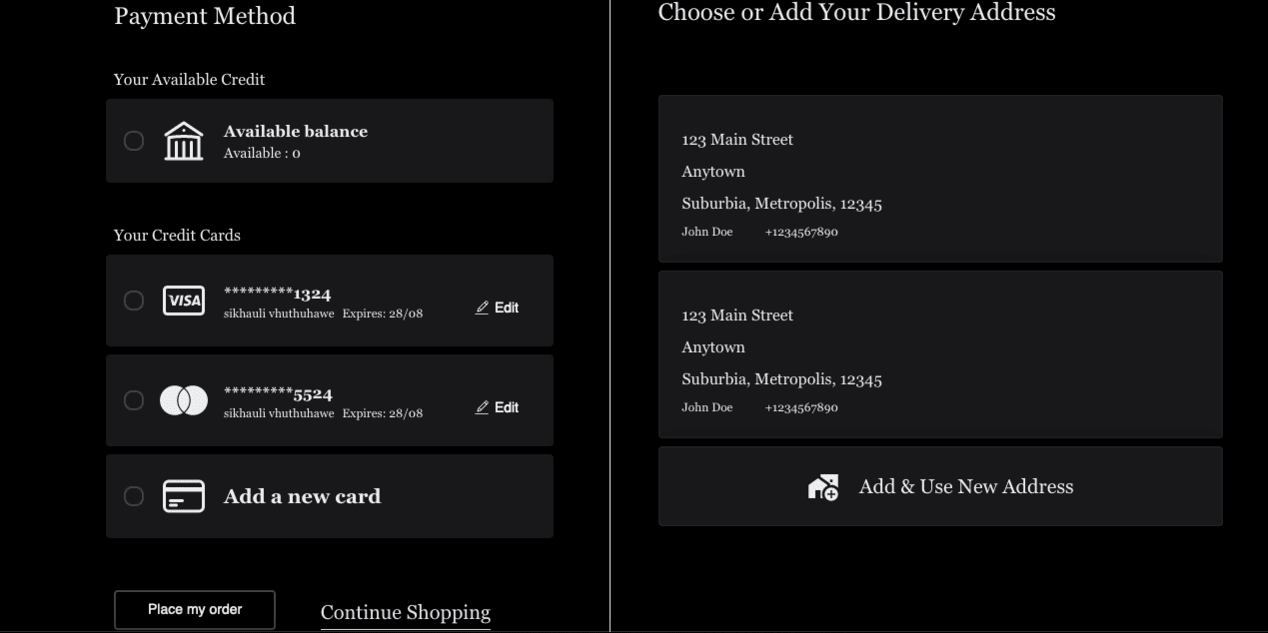 Payment Method
Your Available Credit
Available balance
Available : 0
Your Credit Cards
VISA
*********1324
sikhauli vhuthuhawe Expires: 28/08
Edit
*********5524
sikhauli vhuthuhawe Expires: 28/08
Edit
Add a new card
Place my order
Continue Shopping
Choose or Add Your Delivery Address
123 Main Street
Anytown
Suburbia, Metropolis, 12345
John Doe +1234567890
123 Main Street
Anytown
Suburbia, Metropolis, 12345
John Doe +1234567890
Add & Use New Address